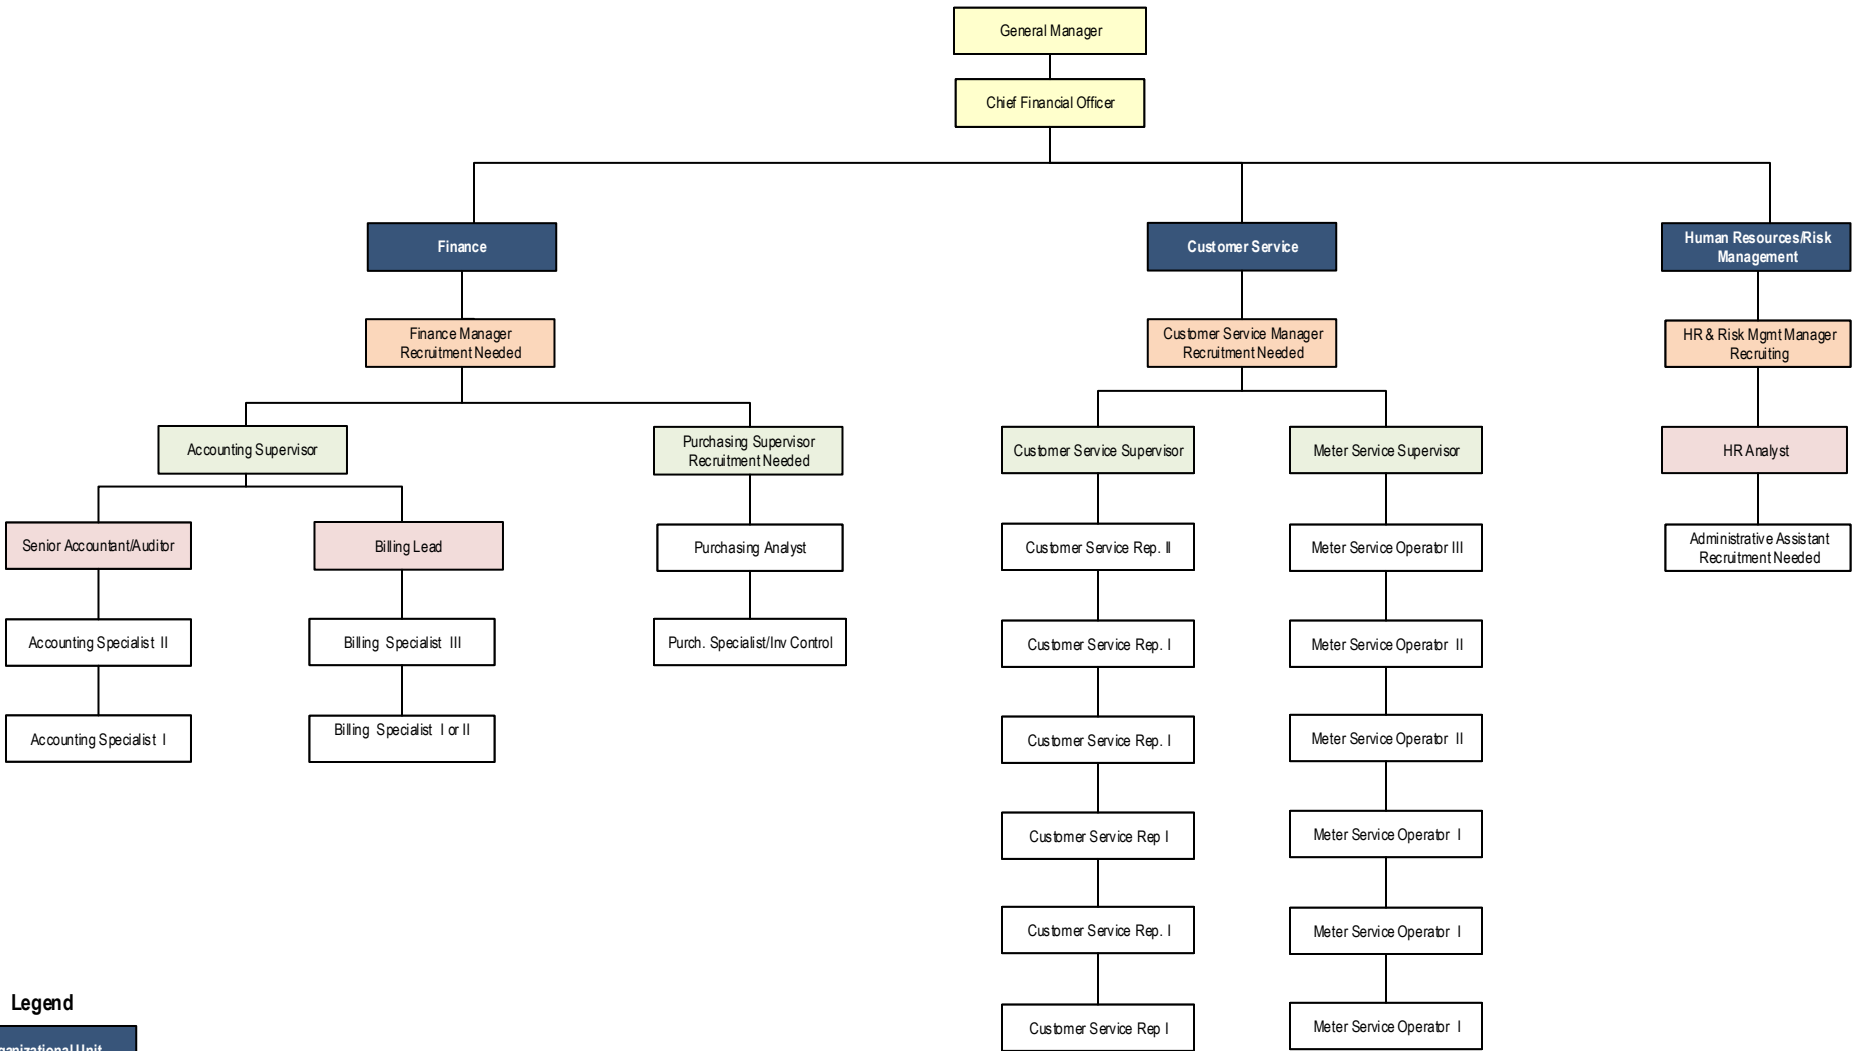 General Manager
Chief Financial Officer
Finance
Customer Service
Human Resources/Risk
Management
Finance Manager
Recruitment Needed
Customer Service Manager
Recruitment Needed
HR & Risk Mgmt Manager
Recruiting
Accounting Supervisor
Purchasing Supervisor
Recruitment Needed
Customer Service Supervisor
Meter Service Supervisor
HR Analyst
Senior Accountant/Auditor
Billing Lead
Purchasing Analyst
Customer Service Rep. II
Meter Service Operator III
Administrative Assistant
Recruitment Needed
Accounting Specialist II
Billing Specialist III
Purch. Specialist/Inv Control
Customer Service Rep. I
Meter Service Operator II
Accounting Specialist I
Billing Specialist I or II
Customer Service Rep. I
Meter Service Operator II
Customer Service Rep I
Meter Service Operator I
Customer Service Rep. I
Meter Service Operator I
Customer Service Rep I
Meter Service Operator I
Legend
Unit